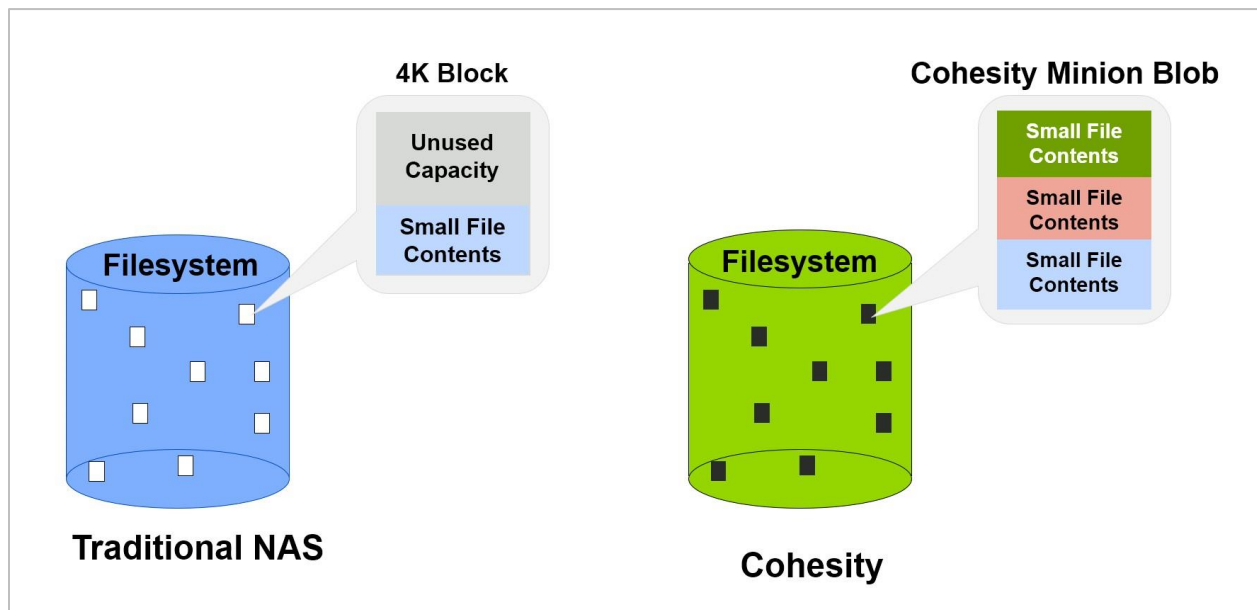 4K Block
Unused
Capacity
Small File
Contents
Filesystem
Traditional NAS
Cohesity Minion Blob
Small File
Contents
Small File
Contents
Small File
Contents
Filesystem
Cohesity